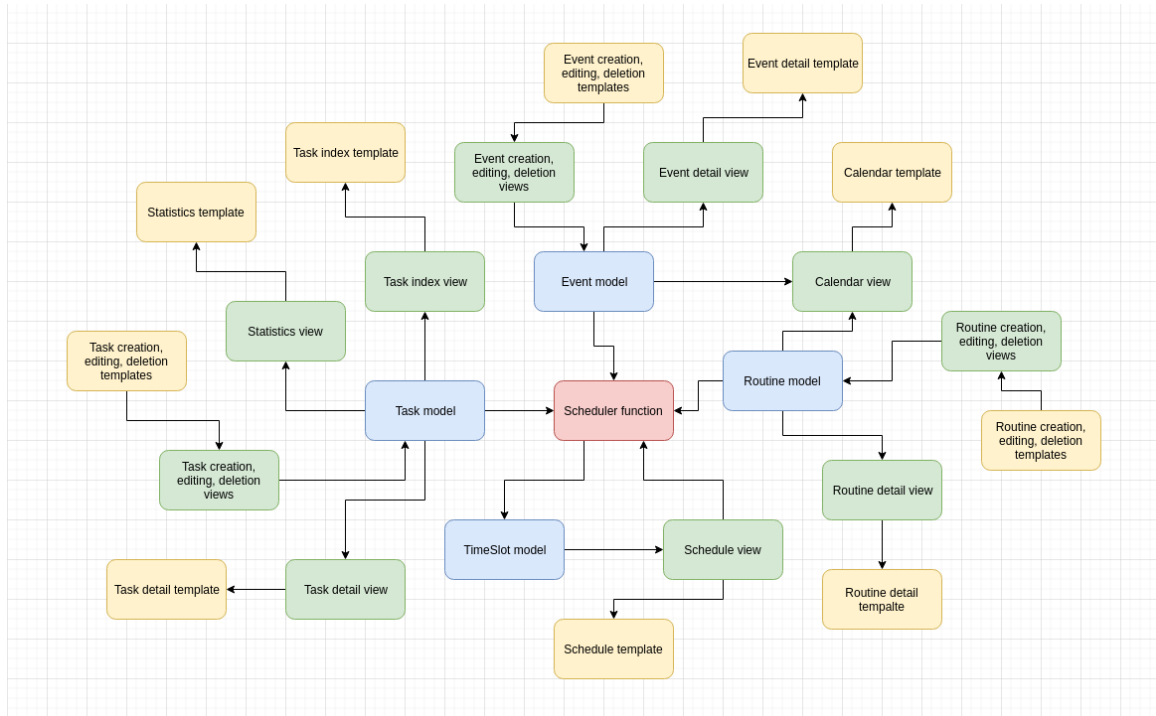 Event creation,
editing, deletion
templates
Event detail template
Task index template
Event creation,
editing, deletion
views
Event detail view
Calendar template
Statistics template
Task index view
Event model
Calendar view
Statistics view
Routine creation,
editing, deletion
views
Task creation,
editing, deletion
templates
Task model
Scheduler function
Routine model
Routine creation,
editing, deletion
templates
Task creation,
editing, deletion
views
Routine detail view
TimeSlot model
Schedule view
Task detail template
Task detail view
Routine detail
tempalte
Schedule template